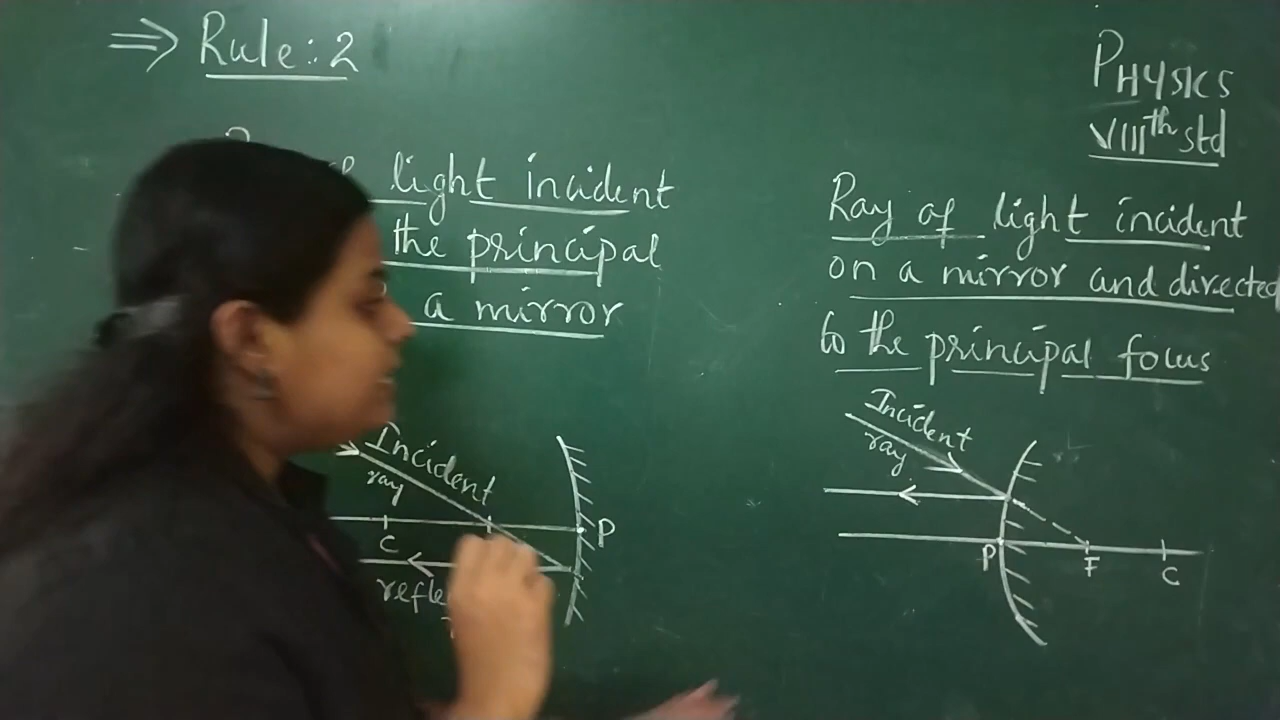 ⇒ Rule: 2
PHYSICS
VIIIth std
light incident
the principal
a mirror
Ray of light incident
on a mirror and directed
to the principal focus
Incident
ray
C
P
Incident
ray
P
F
C